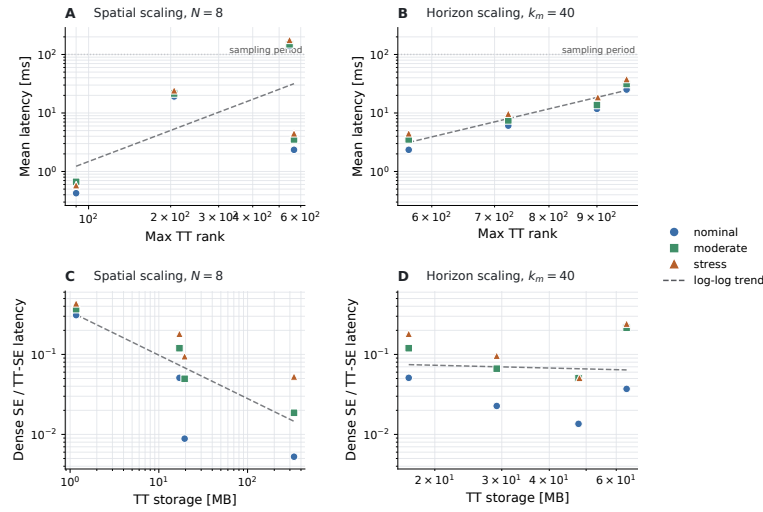 A Spatial scaling, N = 8
B Horizon scaling, k_m = 40
Mean latency [ms]
10²
10¹
10⁰
sampling period
10² 2 × 10² 3 × 10² 4 × 10² 6 × 10²
Max TT rank
Mean latency [ms]
10²
10¹
10⁰
sampling period
6 × 10² 7 × 10² 8 × 10² 9 × 10²
Max TT rank
nominal
moderate
stress
log-log trend
C Spatial scaling, N = 8
D Horizon scaling, k_m = 40
Dense SE / TT-SE latency
10⁻¹
10⁻²
10⁰ 10¹ 10²
TT storage [MB]
Dense SE / TT-SE latency
10⁻¹
10⁻²
2 × 10¹ 3 × 10¹ 4 × 10¹ 6 × 10¹
TT storage [MB]